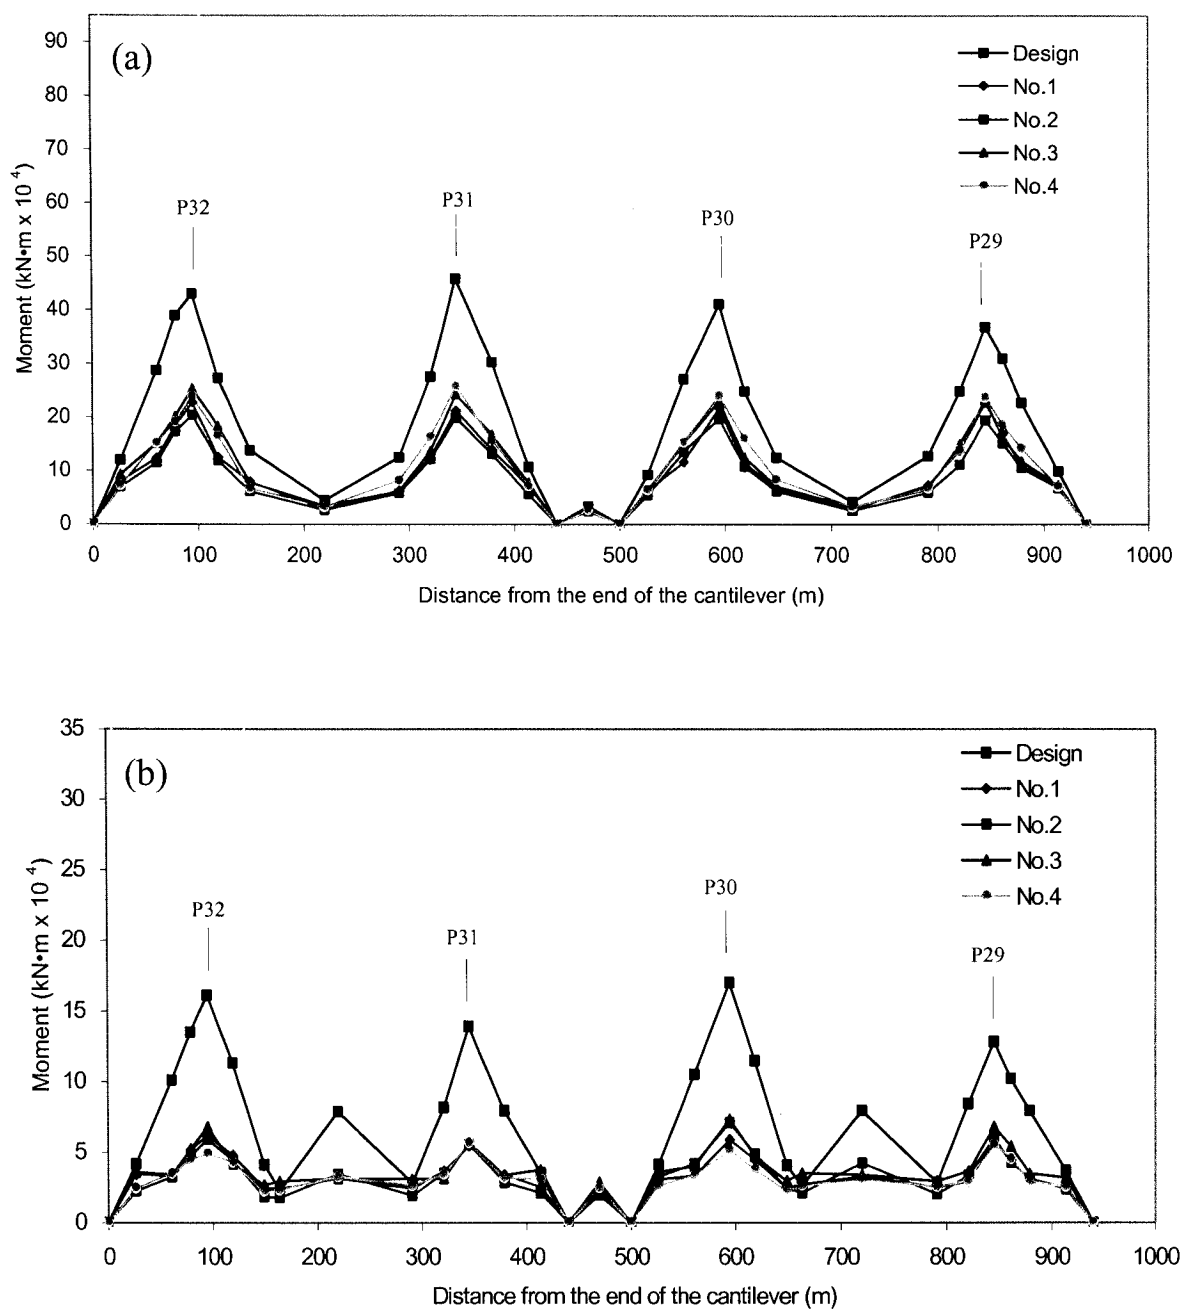 (a)
Design
No.1
No.2
No.3
No.4
90
80
70
60
50
40
30
20
10
0
Moment (kN•m x 10 4)
P32
P31
P30
P29
0 100 200 300 400 500 600 700 800 900 1000
Distance from the end of the cantilever (m)
(b)
Design
No.1
No.2
No.3
No.4
35
30
25
20
15
10
5
0
Moment (kN•m x 10 4)
P32
P31
P30
P29
0 100 200 300 400 500 600 700 800 900 1000
Distance from the end of the cantilever (m)